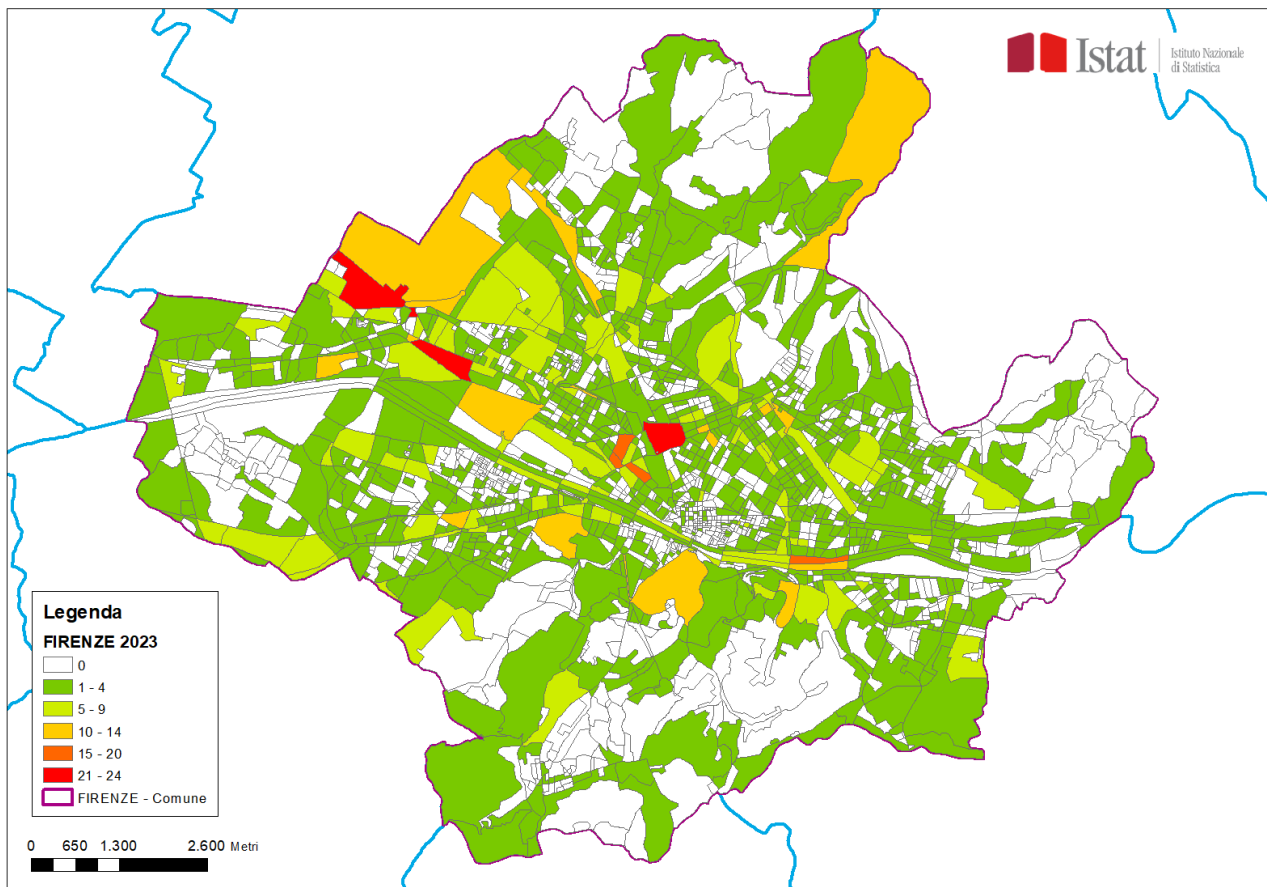 Istat
Istituto Nazionale
di Statistica
Legenda
FIRENZE 2023
0
1 - 4
5 - 9
10 - 14
15 - 20
21 - 24
FIRENZE - Comune
0 650 1.300 2.600 Metri